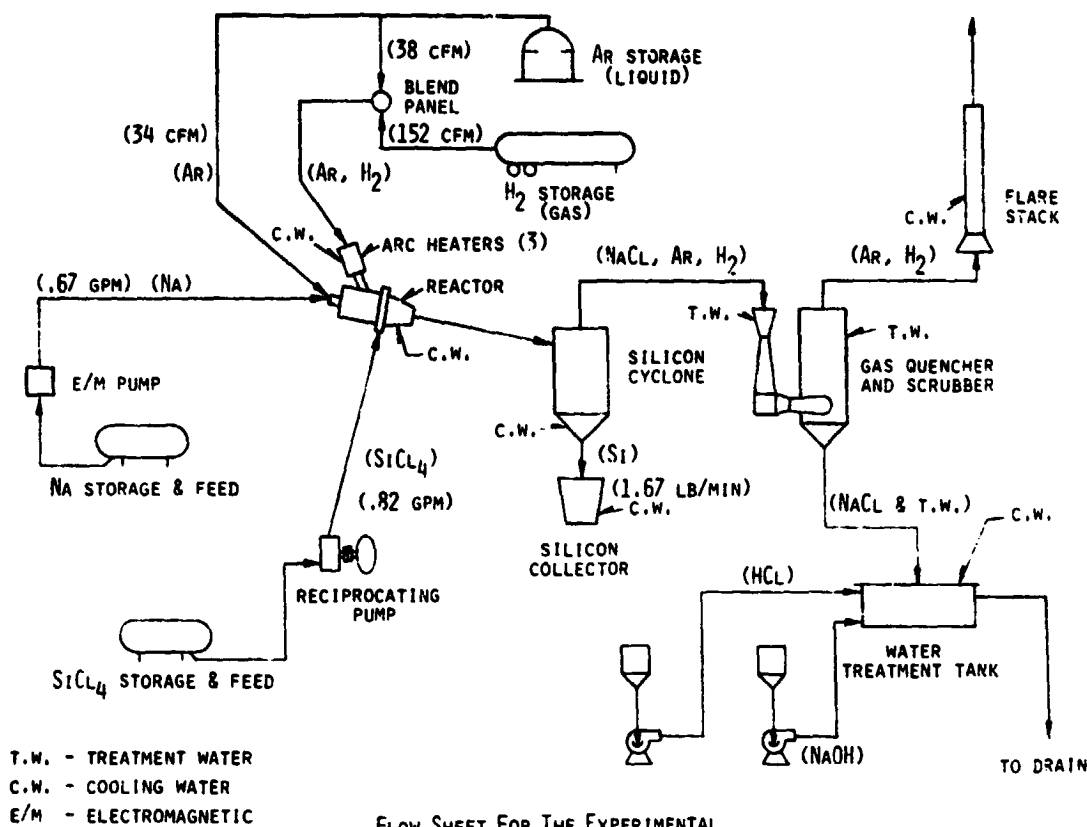 (38 CFM)
AR STORAGE
(LIQUID)
BLEND
PANEL
(34 CFM)
(152 CFM)
(AR)
(AR, H2)
H2 STORAGE
(GAS)
C.W.
FLARE
STACK
C.W.
ARC HEATERS (3)
(NACL, AR, H2)
(AR, H2)
(.67 GPM) (NA)
REACTOR
T.W.
T.W.
C.W.
SILICON
CYCLONE
GAS QUENCHER
AND SCRUBBER
E/M PUMP
C.W.
(SICL4)
(SI)
NA STORAGE & FEED
(.82 GPM)
(1.67 LB/MIN)
C.W.
(NACL & T.W.)
C.W.
SILICON
COLLECTOR
(HCL)
RECIPROCATING
PUMP
WATER
TREATMENT TANK
SICL4 STORAGE & FEED
(NAOH)
TO DRAIN
T.W. - TREATMENT WATER
C.W. - COOLING WATER
E/M - ELECTROMAGNETIC
FLOW SHEET FOR THE EXPERIMENTAL